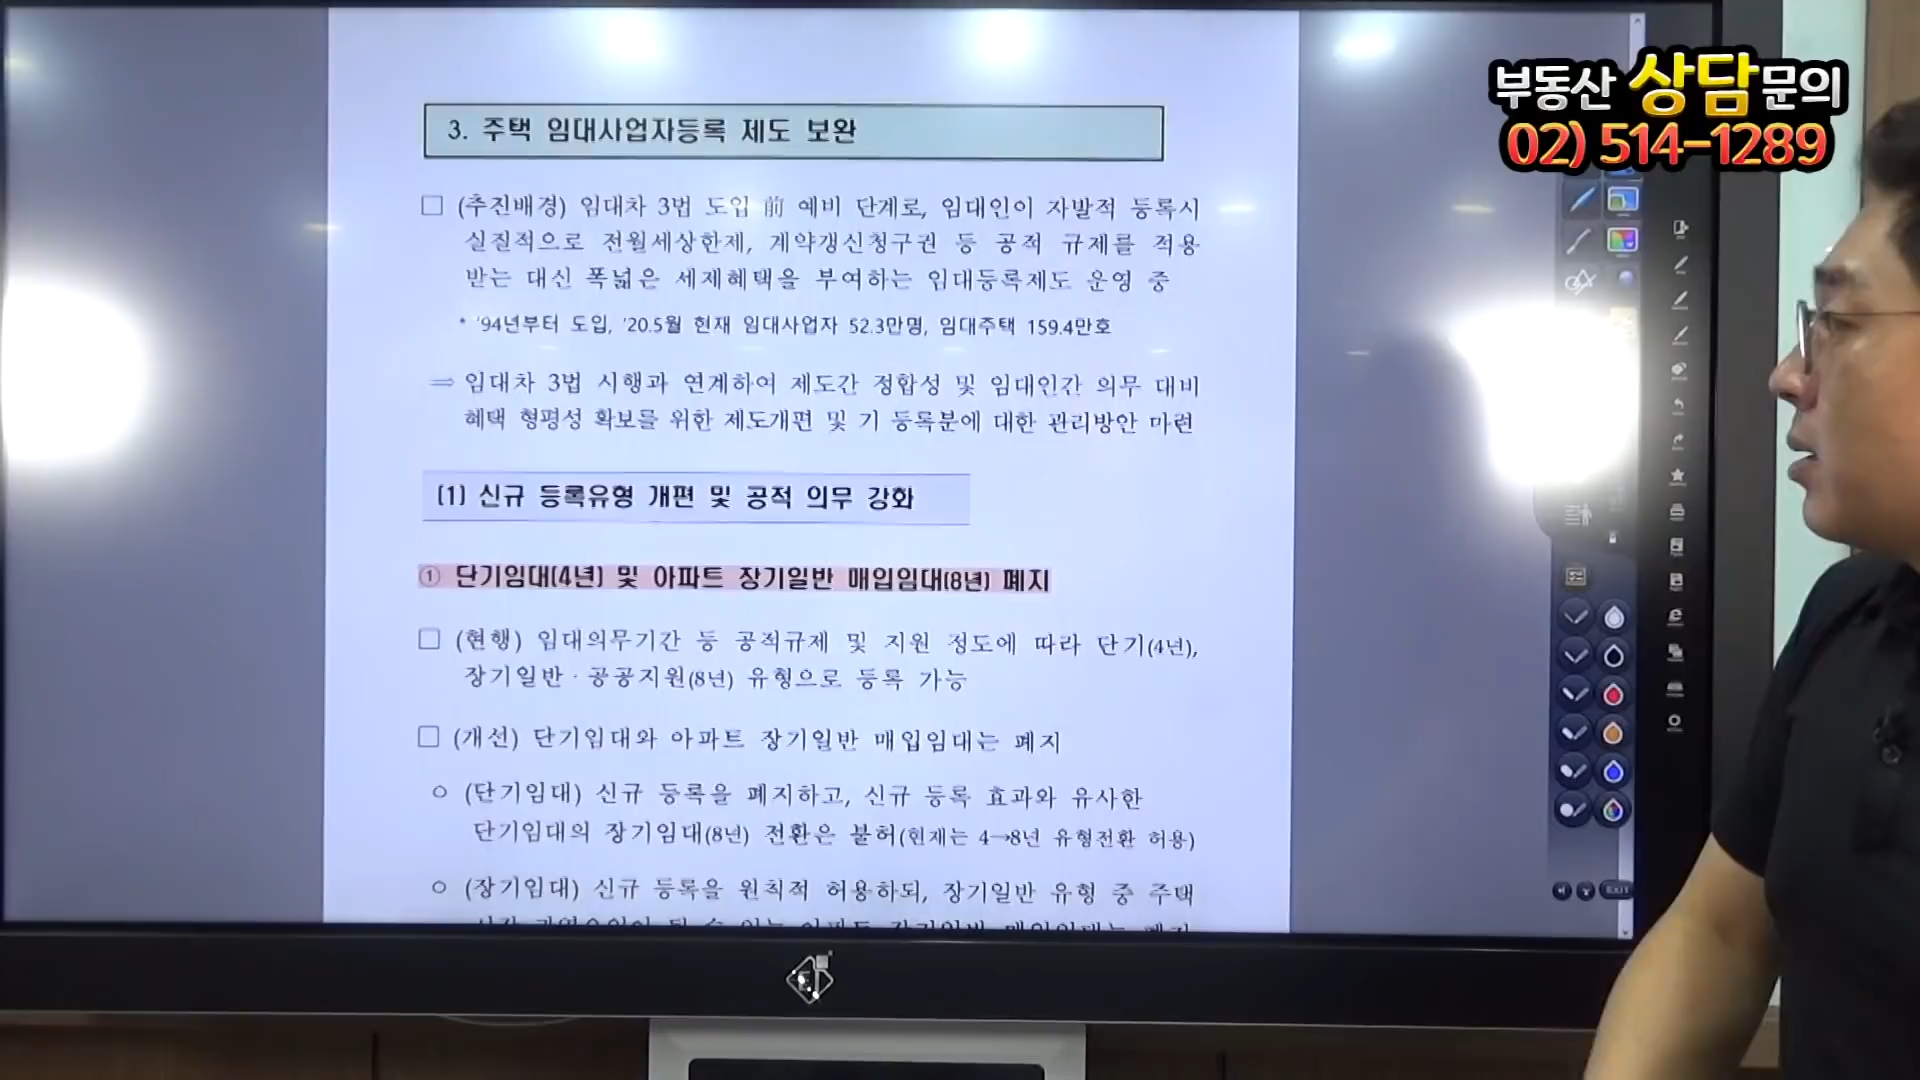 부동산 상담문의
02) 514-1289
3. 주택 임대사업자등록 제도 보완
□ (추진배경) 임대차 3법 도입 前 예비 단계로, 임대인이 자발적 등록시
실질적으로 전월세상한제, 계약갱신청구권 등 공적 규제를 적용
받는 대신 폭넓은 세제혜택을 부여하는 임대등록제도 운영 중
* '94년부터 도입, '20.5월 현재 임대사업자 52.3만명, 임대주택 159.4만호
⇒ 임대차 3법 시행과 연계하여 제도간 정합성 및 임대인간 의무 대비
혜택 형평성 확보를 위한 제도개편 및 기 등록분에 대한 관리방안 마련
(1) 신규 등록유형 개편 및 공적 의무 강화
① 단기임대(4년) 및 아파트 장기일반 매입임대(8년) 폐지
□ (현행) 임대의무기간 등 공적규제 및 지원 정도에 따라 단기(4년),
장기일반·공공지원(8년) 유형으로 등록 가능
□ (개선) 단기임대와 아파트 장기일반 매입임대는 폐지
○ (단기임대) 신규 등록을 폐지하고, 신규 등록 효과와 유사한
단기임대의 장기임대(8년) 전환은 불허(현재는 4→8년 유형전환 허용)
○ (장기임대) 신규 등록을 원칙적 허용하되, 장기일반 유형 중 주택
EXIT